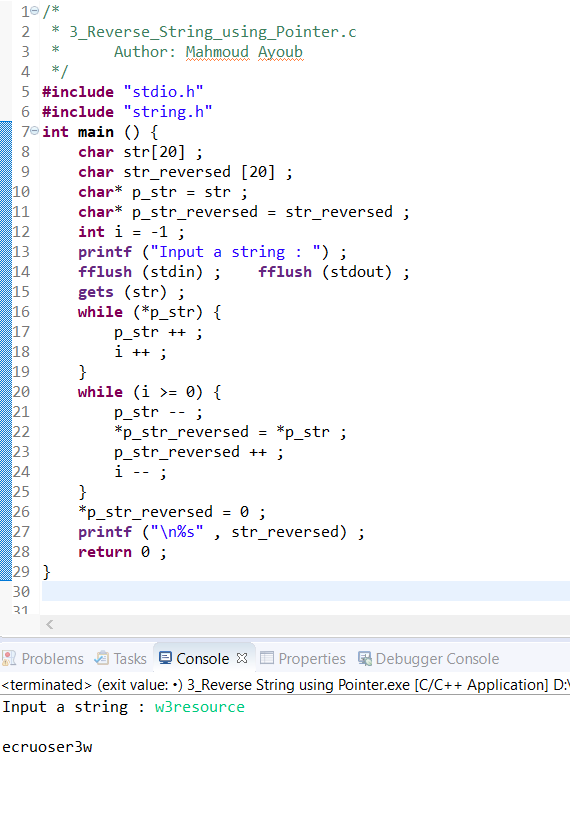 1 /*
2 * 3_Reverse_String_using_Pointer.c
3 * Author: Mahmoud Ayoub
4 */
5 #include "stdio.h"
6 #include "string.h"
7 int main () {
8 char str[20] ;
9 char str_reversed [20] ;
10 char* p_str = str ;
11 char* p_str_reversed = str_reversed ;
12 int i = -1 ;
13 printf ("Input a string : ") ;
14 fflush (stdin) ; fflush (stdout) ;
15 gets (str) ;
16 while (*p_str) {
17 p_str ++ ;
18 i ++ ;
19 }
20 while (i >= 0) {
21 p_str -- ;
22 *p_str_reversed = *p_str ;
23 p_str_reversed ++ ;
24 i -- ;
25 }
26 *p_str_reversed = 0 ;
27 printf ("\n%s" , str_reversed) ;
28 return 0 ;
29 }
30
31
Problems Tasks Console Properties Debugger Console
<terminated> (exit value: •) 3_Reverse String using Pointer.exe [C/C++ Application] D:\
Input a string : w3resource
ecruoser3w